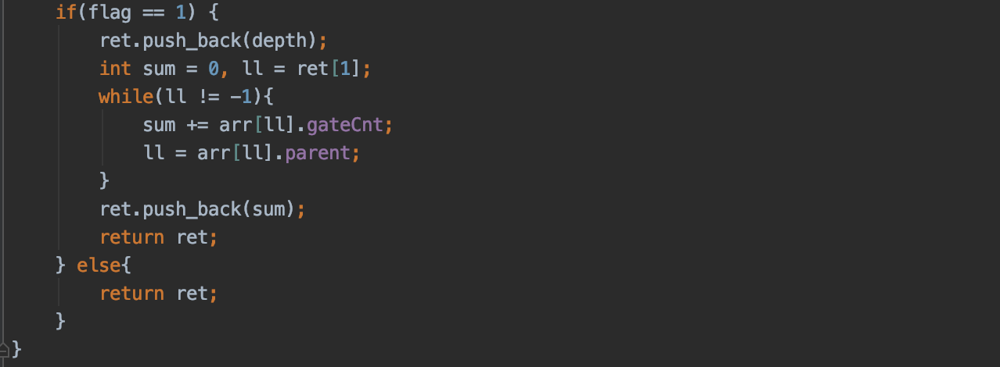 if(flag == 1) {
ret.push_back(depth);
int sum = 0, ll = ret[1];
while(ll != -1){
sum += arr[ll].gateCnt;
ll = arr[ll].parent;
}
ret.push_back(sum);
return ret;
} else{
return ret;
}
}